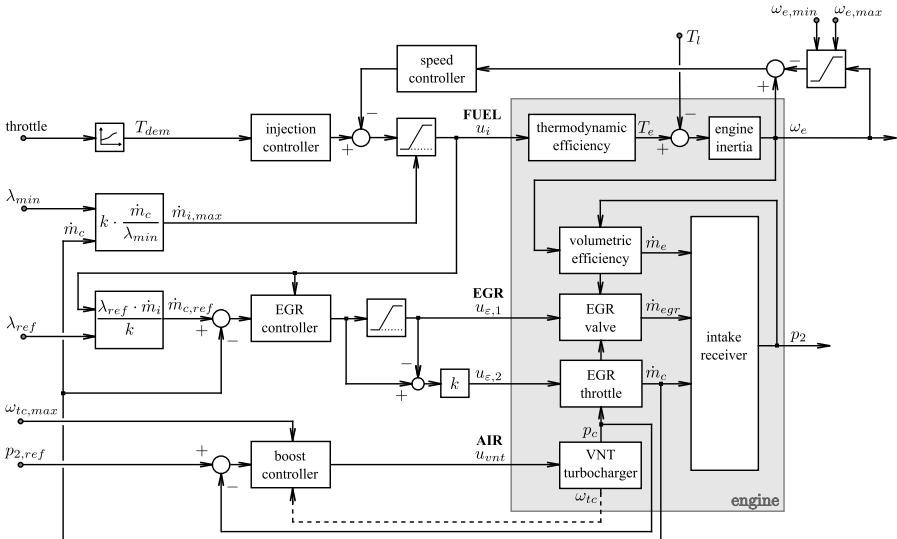 ω_{e,min} ω_{e,max}
T_l
speed
controller
−
+
−
−
throttle
T_{dem}
injection
controller
+
FUEL
u_i
thermodynamic
efficiency
T_e
+
engine
inertia
ω_e
λ_{min}
ṁ_c
k · ṁ_c / λ_{min}
ṁ_{i,max}
volumetric
efficiency
ṁ_e
λ_{ref}
λ_{ref} · ṁ_i / k
ṁ_{c,ref}
+
−
EGR
controller
EGR
u_{ε,1}
EGR
valve
ṁ_{egr}
intake
receiver
p_2
−
+
k
u_{ε,2}
EGR
throttle
ṁ_c
ω_{tc,max}
p_{2,ref}
+
−
boost
controller
AIR
u_{vnt}
p_c
VNT
turbocharger
ω_{tc}
engine